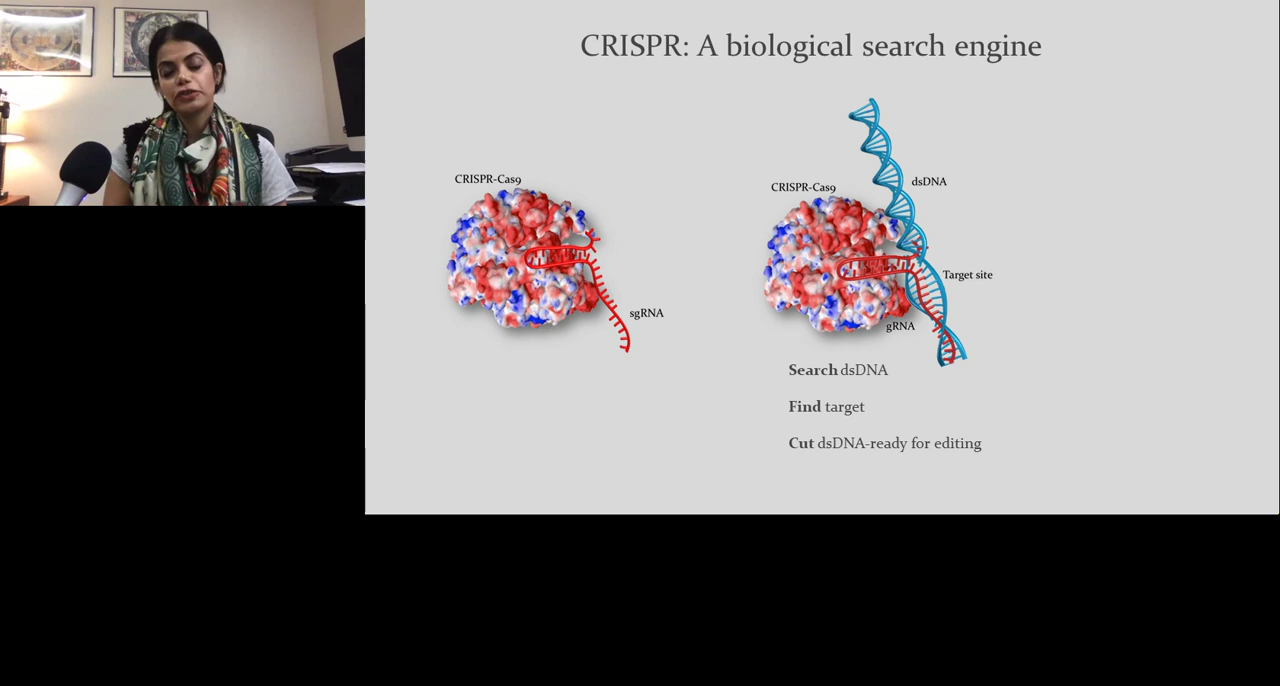 CRISPR: A biological search engine
CRISPR-Cas9
sgRNA
CRISPR-Cas9
dsDNA
Target site
gRNA
Search dsDNA
Find target
Cut dsDNA-ready for editing